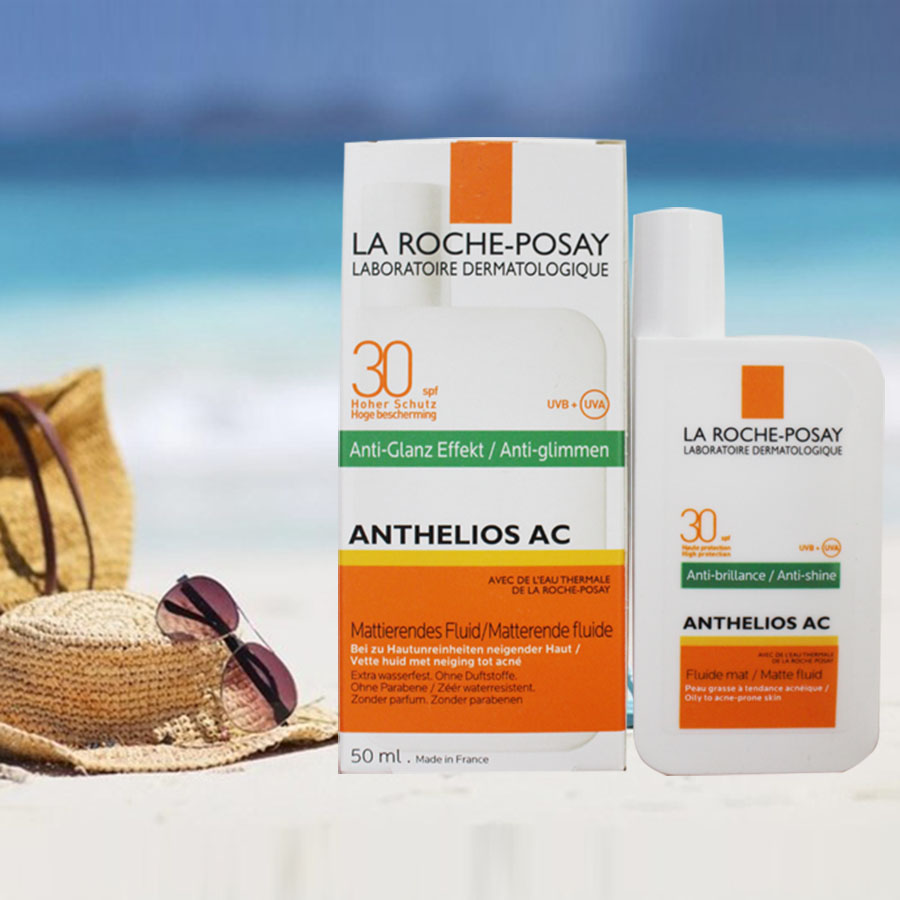 LA ROCHE-POSAY
LABORATOIRE DERMATOLOGIQUE
30 spf
Hoher Schutz
Hoge bescherming
UVB + UVA
Anti-Glanz Effekt / Anti-glimmen
ANTHELIOS AC
AVEC DE L'EAU THERMALE
DE LA ROCHE-POSAY
Mattierendes Fluid/Matterende fluide
Bei zu Hautunreinheiten neigender Haut /
Vette huid met neiging tot acné
Extra wasserfest. Ohne Duftstoffe.
Ohne Parabene / Zéér waterresistent.
Zonder parfum. Zonder parabenen
50 ml . Made in France
LA ROCHE-POSAY
LABORATOIRE DERMATOLOGIQUE
30 spf
Haute protection
High protection
UVB + UVA
Anti-brillance / Anti-shine
ANTHELIOS AC
AVEC DE L'EAU THERMALE
DE LA ROCHE POSAY
Fluide mat / Matte fluid
Peau grasse à tendance acnéique /
Oily to acne-prone skin